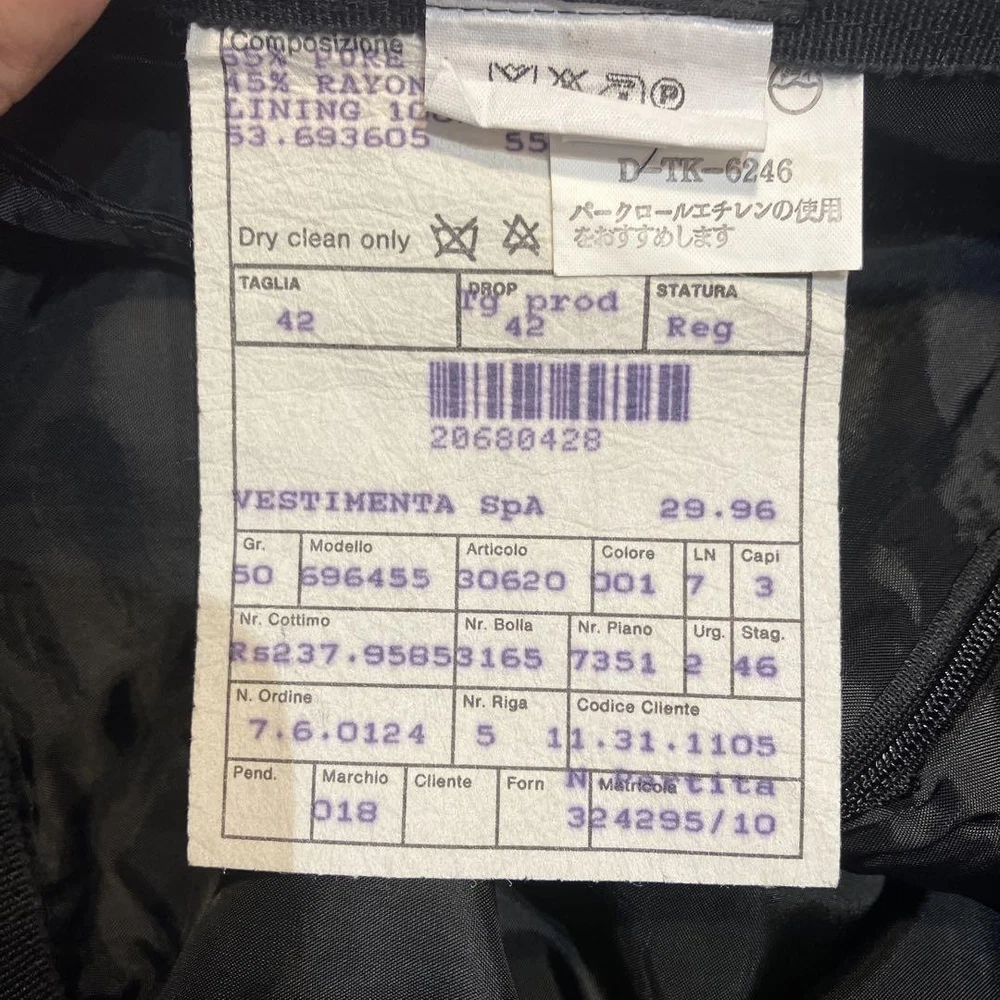 Composizione
55% PURE
45% RAYON
LINING
53.693605 55
Dry clean only
P
D-TK-6246
パークロールエチレンの使用
をおすすめします
TAGLIA DROP STATURA
Tg prod
42 42 Reg
20680428
VESTIMENTA SpA 29.96
Gr. Modello Articolo Colore LN Capi
50 696455 30620 001 7 3
Nr. Cottimo Nr. Bolla Nr. Piano Urg. Stag.
Rs237.95853165 7351 2 46
N. Ordine Nr. Riga Codice Cliente
7.6.0124 5 11.31.1105
Pend. Marchio Cliente Forn Matricola
N Partita
018 324295/10